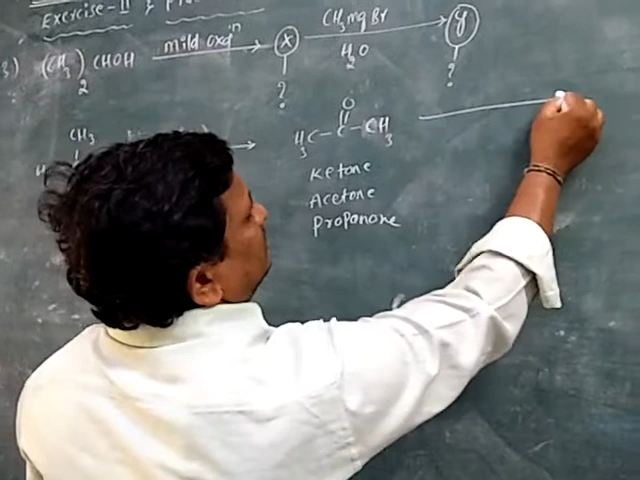 Exercise-II &
3) (CH3)2 CHOH mild oxdn X CH3MgBr H2O Y
? ?
O
CH3 H3C-C-CH3
H
Ketone
Acetone
Propanone